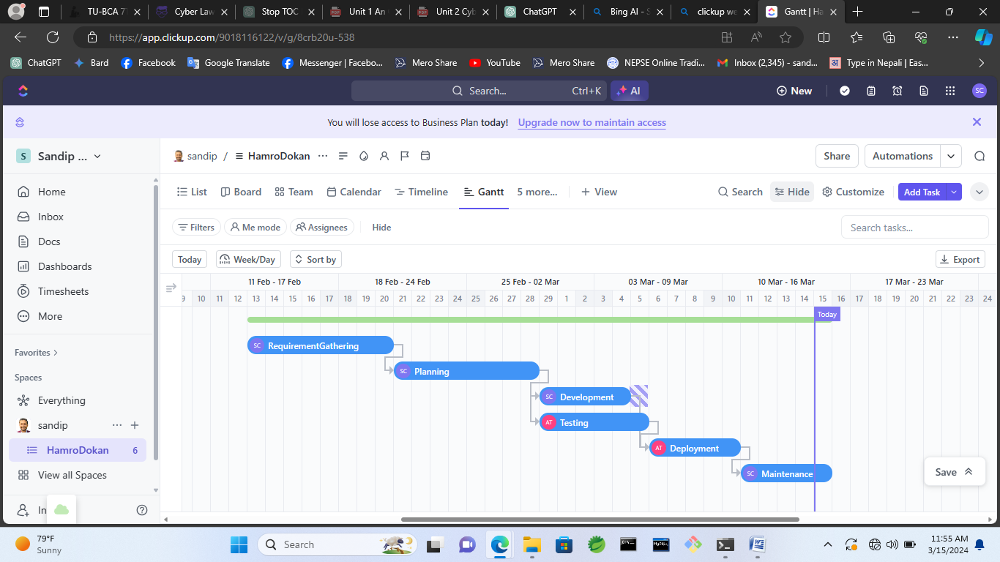 TU-BCA 7
Cyber Law
Stop TOC
Unit 1 An
Unit 2 Cyb
ChatGPT
Bing AI - S
clickup we
Gantt | Ha
https://app.clickup.com/9018116122/v/g/8crb20u-538
ChatGPT
Bard
Facebook
Google Translate
Messenger | Facebo...
Mero Share
YouTube
Mero Share
NEPSE Online Tradi...
Inbox (2,345) - sand...
Type in Nepali | Eas...
Search...
Ctrl+K
AI
New
SC
You will lose access to Business Plan today! Upgrade now to maintain access
S Sandip ...
sandip / HamroDokan ...
Share
Automations
Home
Inbox
Docs
Dashboards
Timesheets
More
Favorites
Spaces
Everything
sandip
HamroDokan 6
View all Spaces
In
List
Board
Team
Calendar
Timeline
Gantt
5 more...
+ View
Search
Hide
Customize
Add Task
Filters
Me mode
Assignees
Hide
Search tasks...
Today
Week/Day
Sort by
Export
11 Feb - 17 Feb
18 Feb - 24 Feb
25 Feb - 02 Mar
03 Mar - 09 Mar
10 Mar - 16 Mar
17 Mar - 23 Mar
9 10 11 12 13 14 15 16 17 18 19 20 21 22 23 24 25 26 27 28 29 1 2 3 4 5 6 7 8 9 10 11 12 13 14 15 16 17 18 19 20 21 22 23 24
Today
SC RequirementGathering
SC Planning
SC Development
AT Testing
AT Deployment
SC Maintenance
Save
79°F
Sunny
Search
11:55 AM
3/15/2024